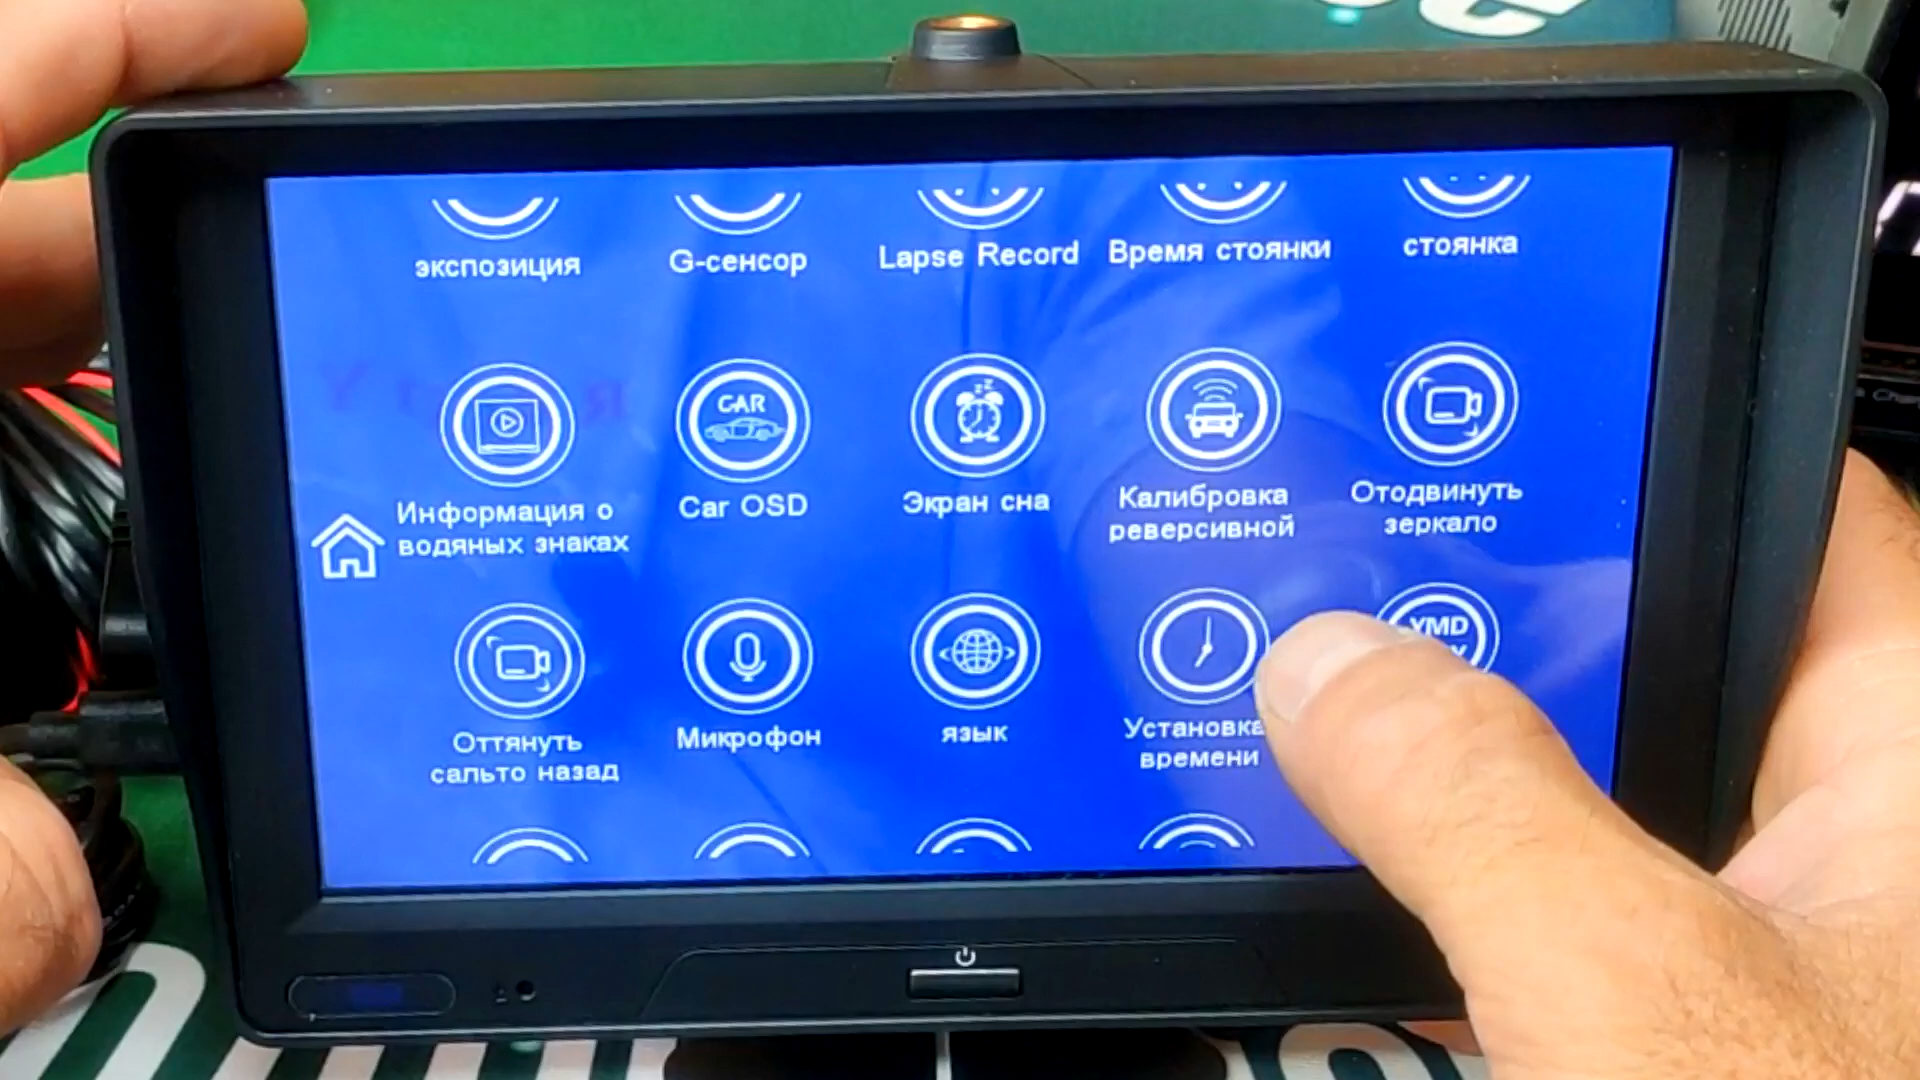 экспозиция
G-сенсор
Lapse Record
Время стоянки
стоянка
CAR
zz
Информация о
водяных знаках
Car OSD
Экран сна
Калибровка
реверсивной
Отодвинуть
зеркало
YMD
Оттянуть
сальто назад
Микрофон
язык
Установка
времени